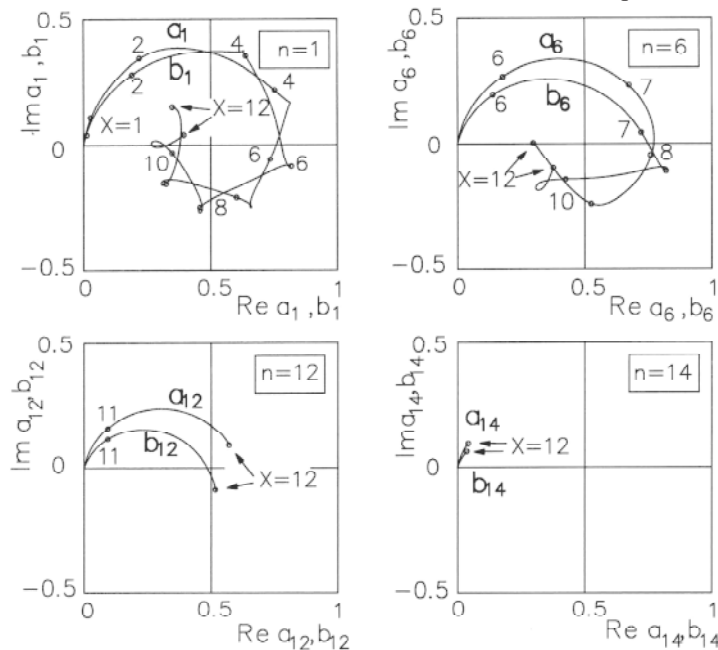 0.5
Im a₁, b₁
a₁
b₁
n=1
2
2
4
4
X=1
X=12
10
6
6
8
−0.5
0
0.5
1
Re a₁, b₁
0.5
Im a₆, b₆
a₆
b₆
n=6
6
6
7
7
8
0
X=12
10
−0.5
0
0.5
1
Re a₆, b₆
0.5
Im a₁₂, b₁₂
a₁₂
b₁₂
n=12
11
11
X=12
0
−0.5
0
0.5
1
Re a₁₂, b₁₂
0.5
Im a₁₄, b₁₄
a₁₄
b₁₄
n=14
X=12
0
−0.5
0
0.5
1
Re a₁₄, b₁₄